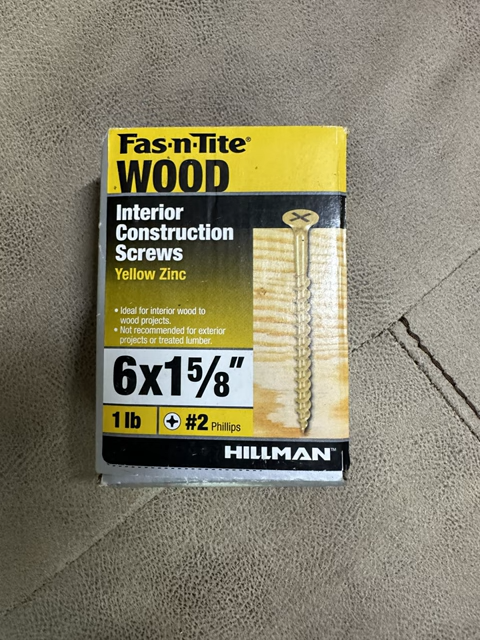 Fas·n·Tite®
WOOD
Interior
Construction
Screws
Yellow Zinc
• Ideal for interior wood to
wood projects.
• Not recommended for exterior
projects or treated lumber.
6x1⅝"
1 lb
#2 Phillips
HILLMAN™